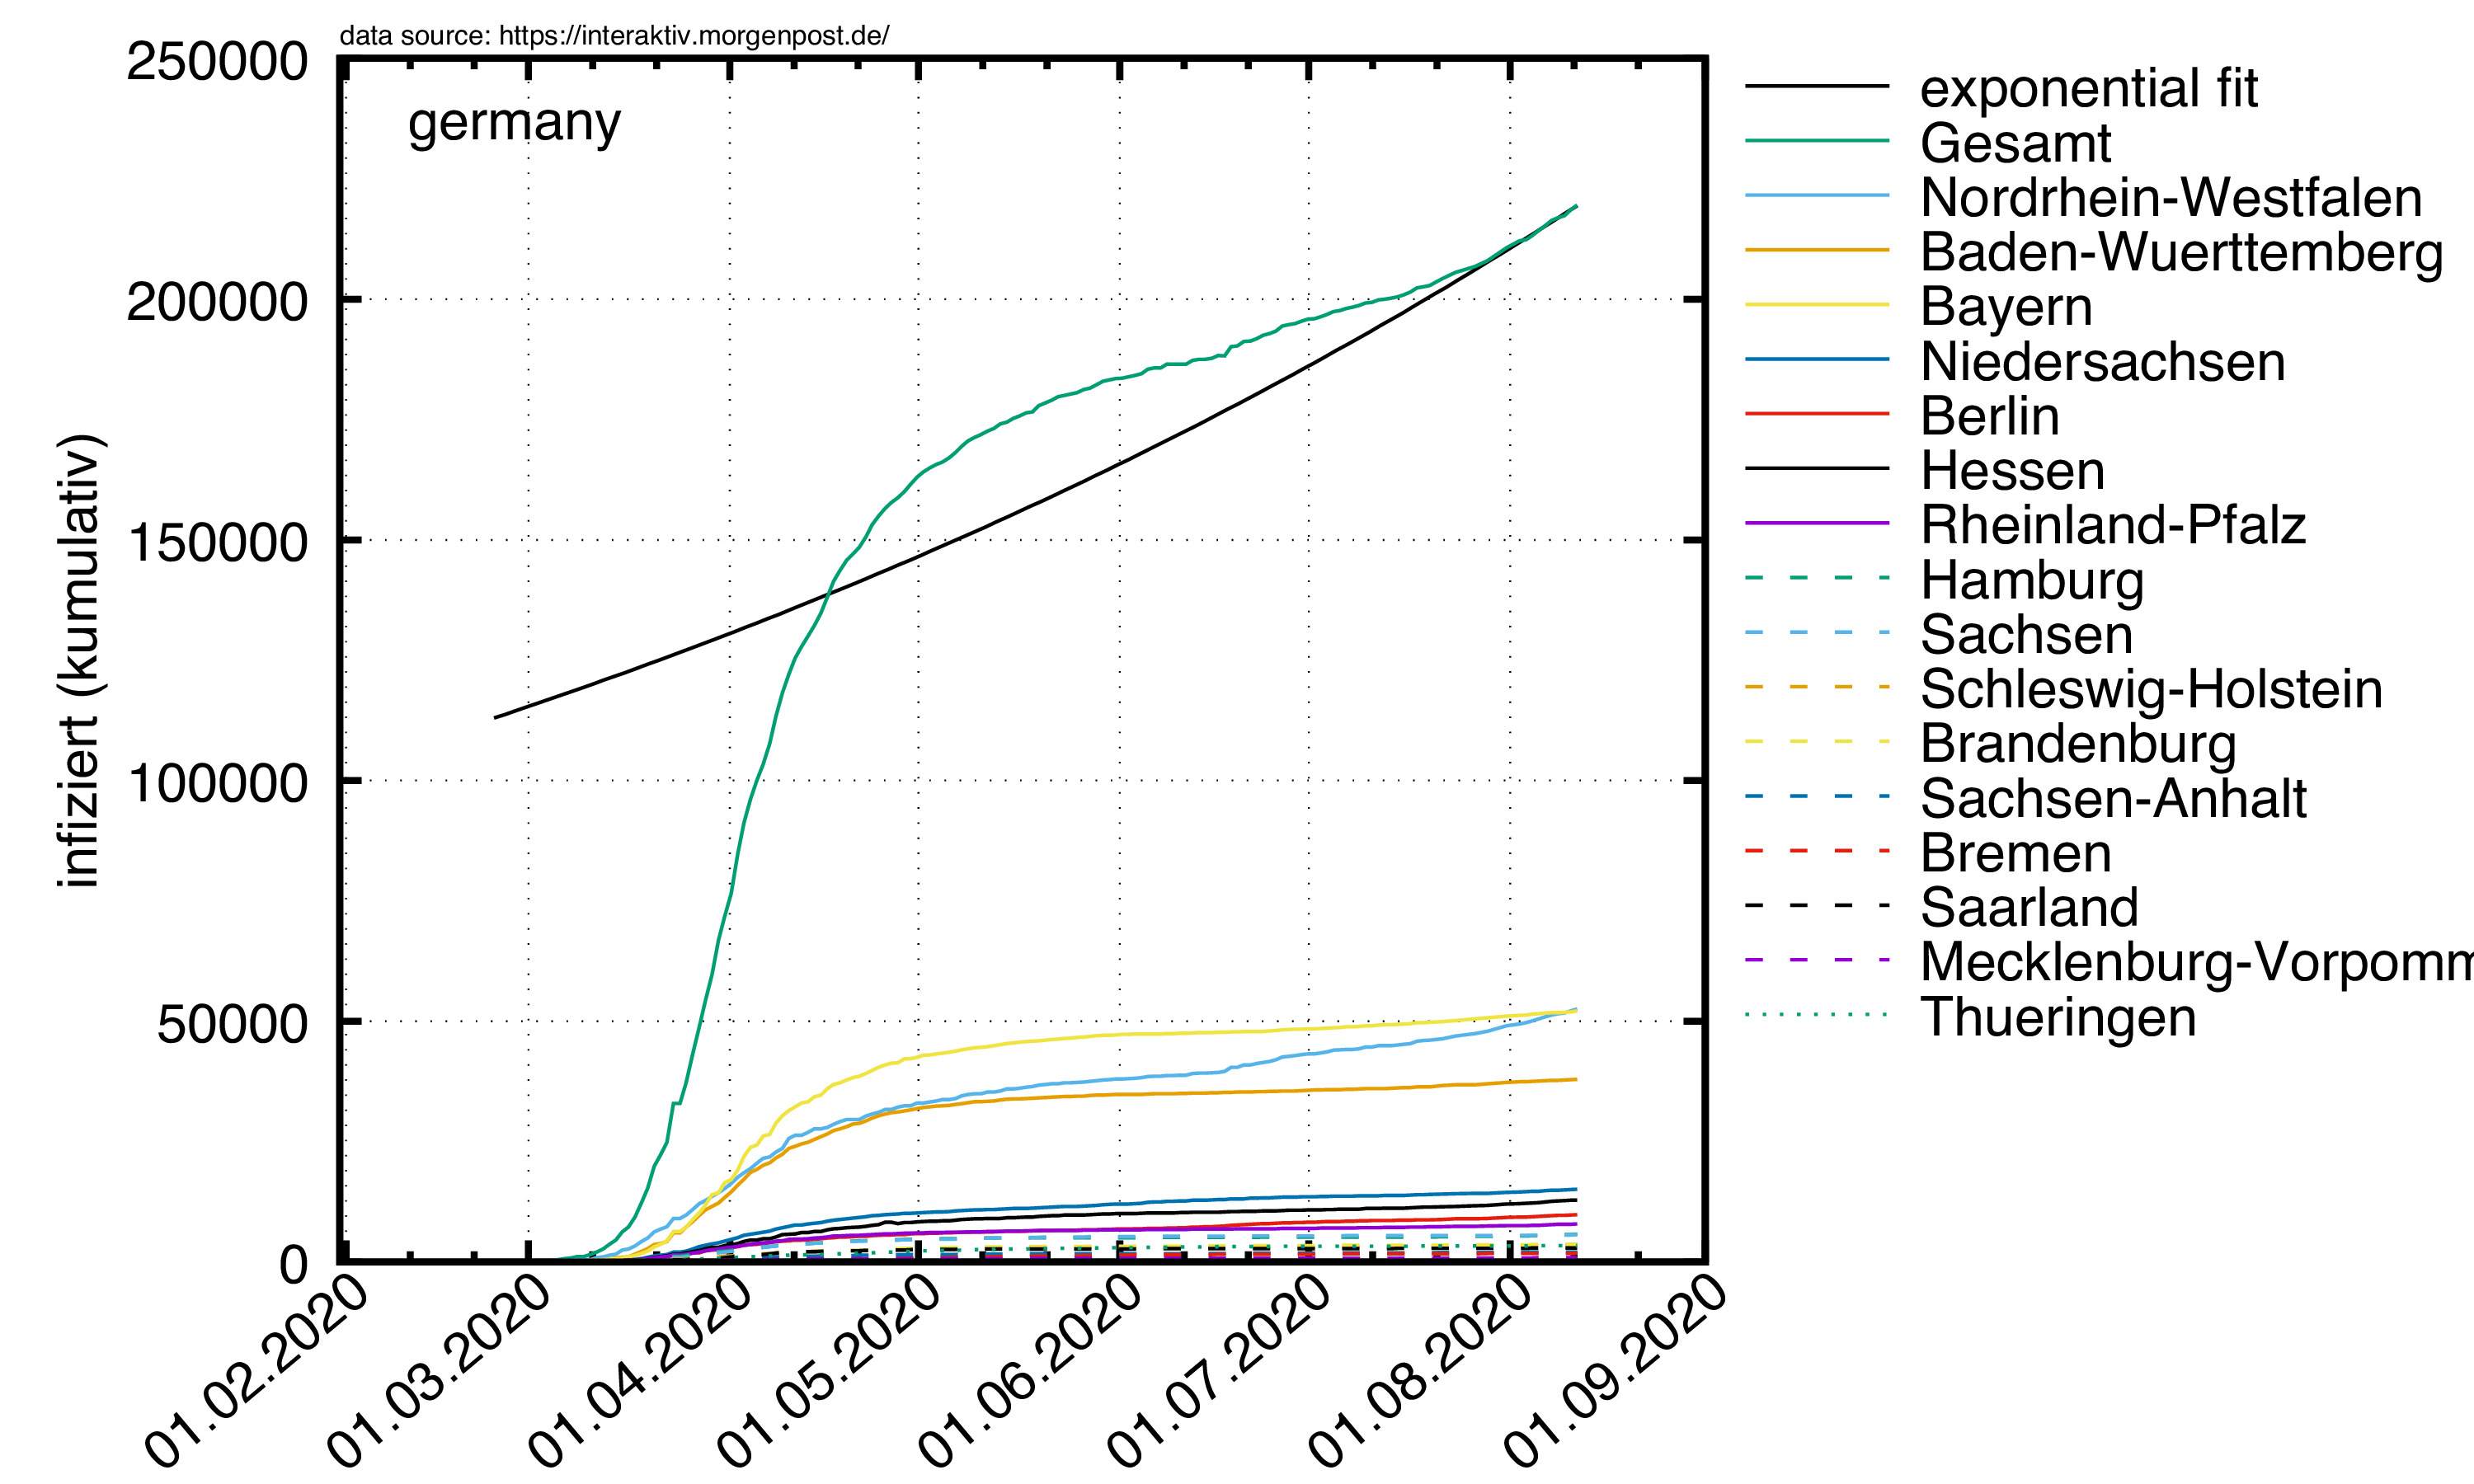 data source: https://interaktiv.morgenpost.de/
germany
infiziert (kumulativ)
250000
200000
150000
100000
50000
0
01.02.2020
01.03.2020
01.04.2020
01.05.2020
01.06.2020
01.07.2020
01.08.2020
01.09.2020
exponential fit
Gesamt
Nordrhein-Westfalen
Baden-Wuerttemberg
Bayern
Niedersachsen
Berlin
Hessen
Rheinland-Pfalz
Hamburg
Sachsen
Schleswig-Holstein
Brandenburg
Sachsen-Anhalt
Bremen
Saarland
Mecklenburg-Vorpomm
Thueringen